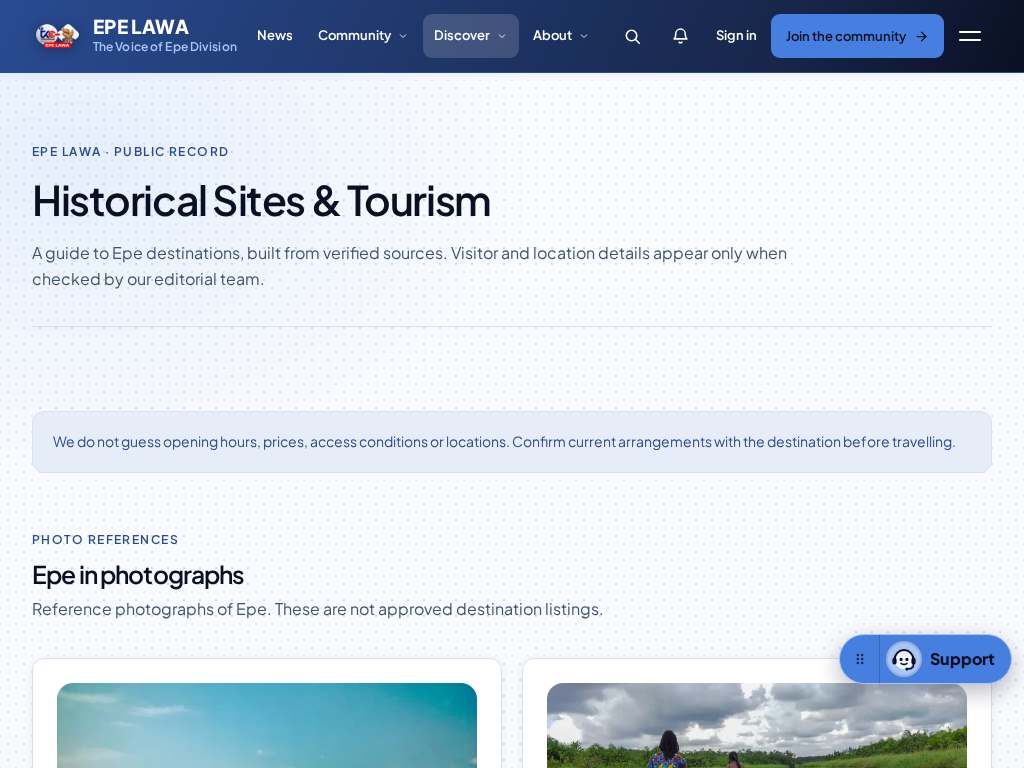 EPE LAWA
The Voice of Epe Division
News
Community
Discover
About
Sign in
Join the community
EPE LAWA · PUBLIC RECORD
Historical Sites & Tourism
A guide to Epe destinations, built from verified sources. Visitor and location details appear only when
checked by our editorial team.
We do not guess opening hours, prices, access conditions or locations. Confirm current arrangements with the destination before travelling.
PHOTO REFERENCES
Epe in photographs
Reference photographs of Epe. These are not approved destination listings.
Support